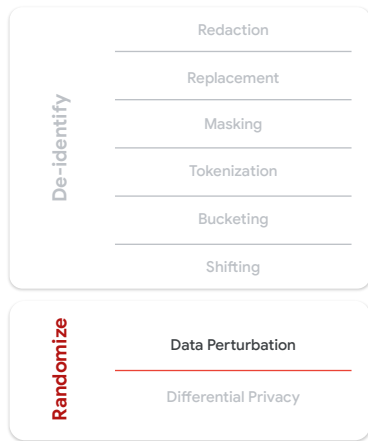 De-identify
Redaction
Replacement
Masking
Tokenization
Bucketing
Shifting
Randomize
Data Perturbation
Differential Privacy